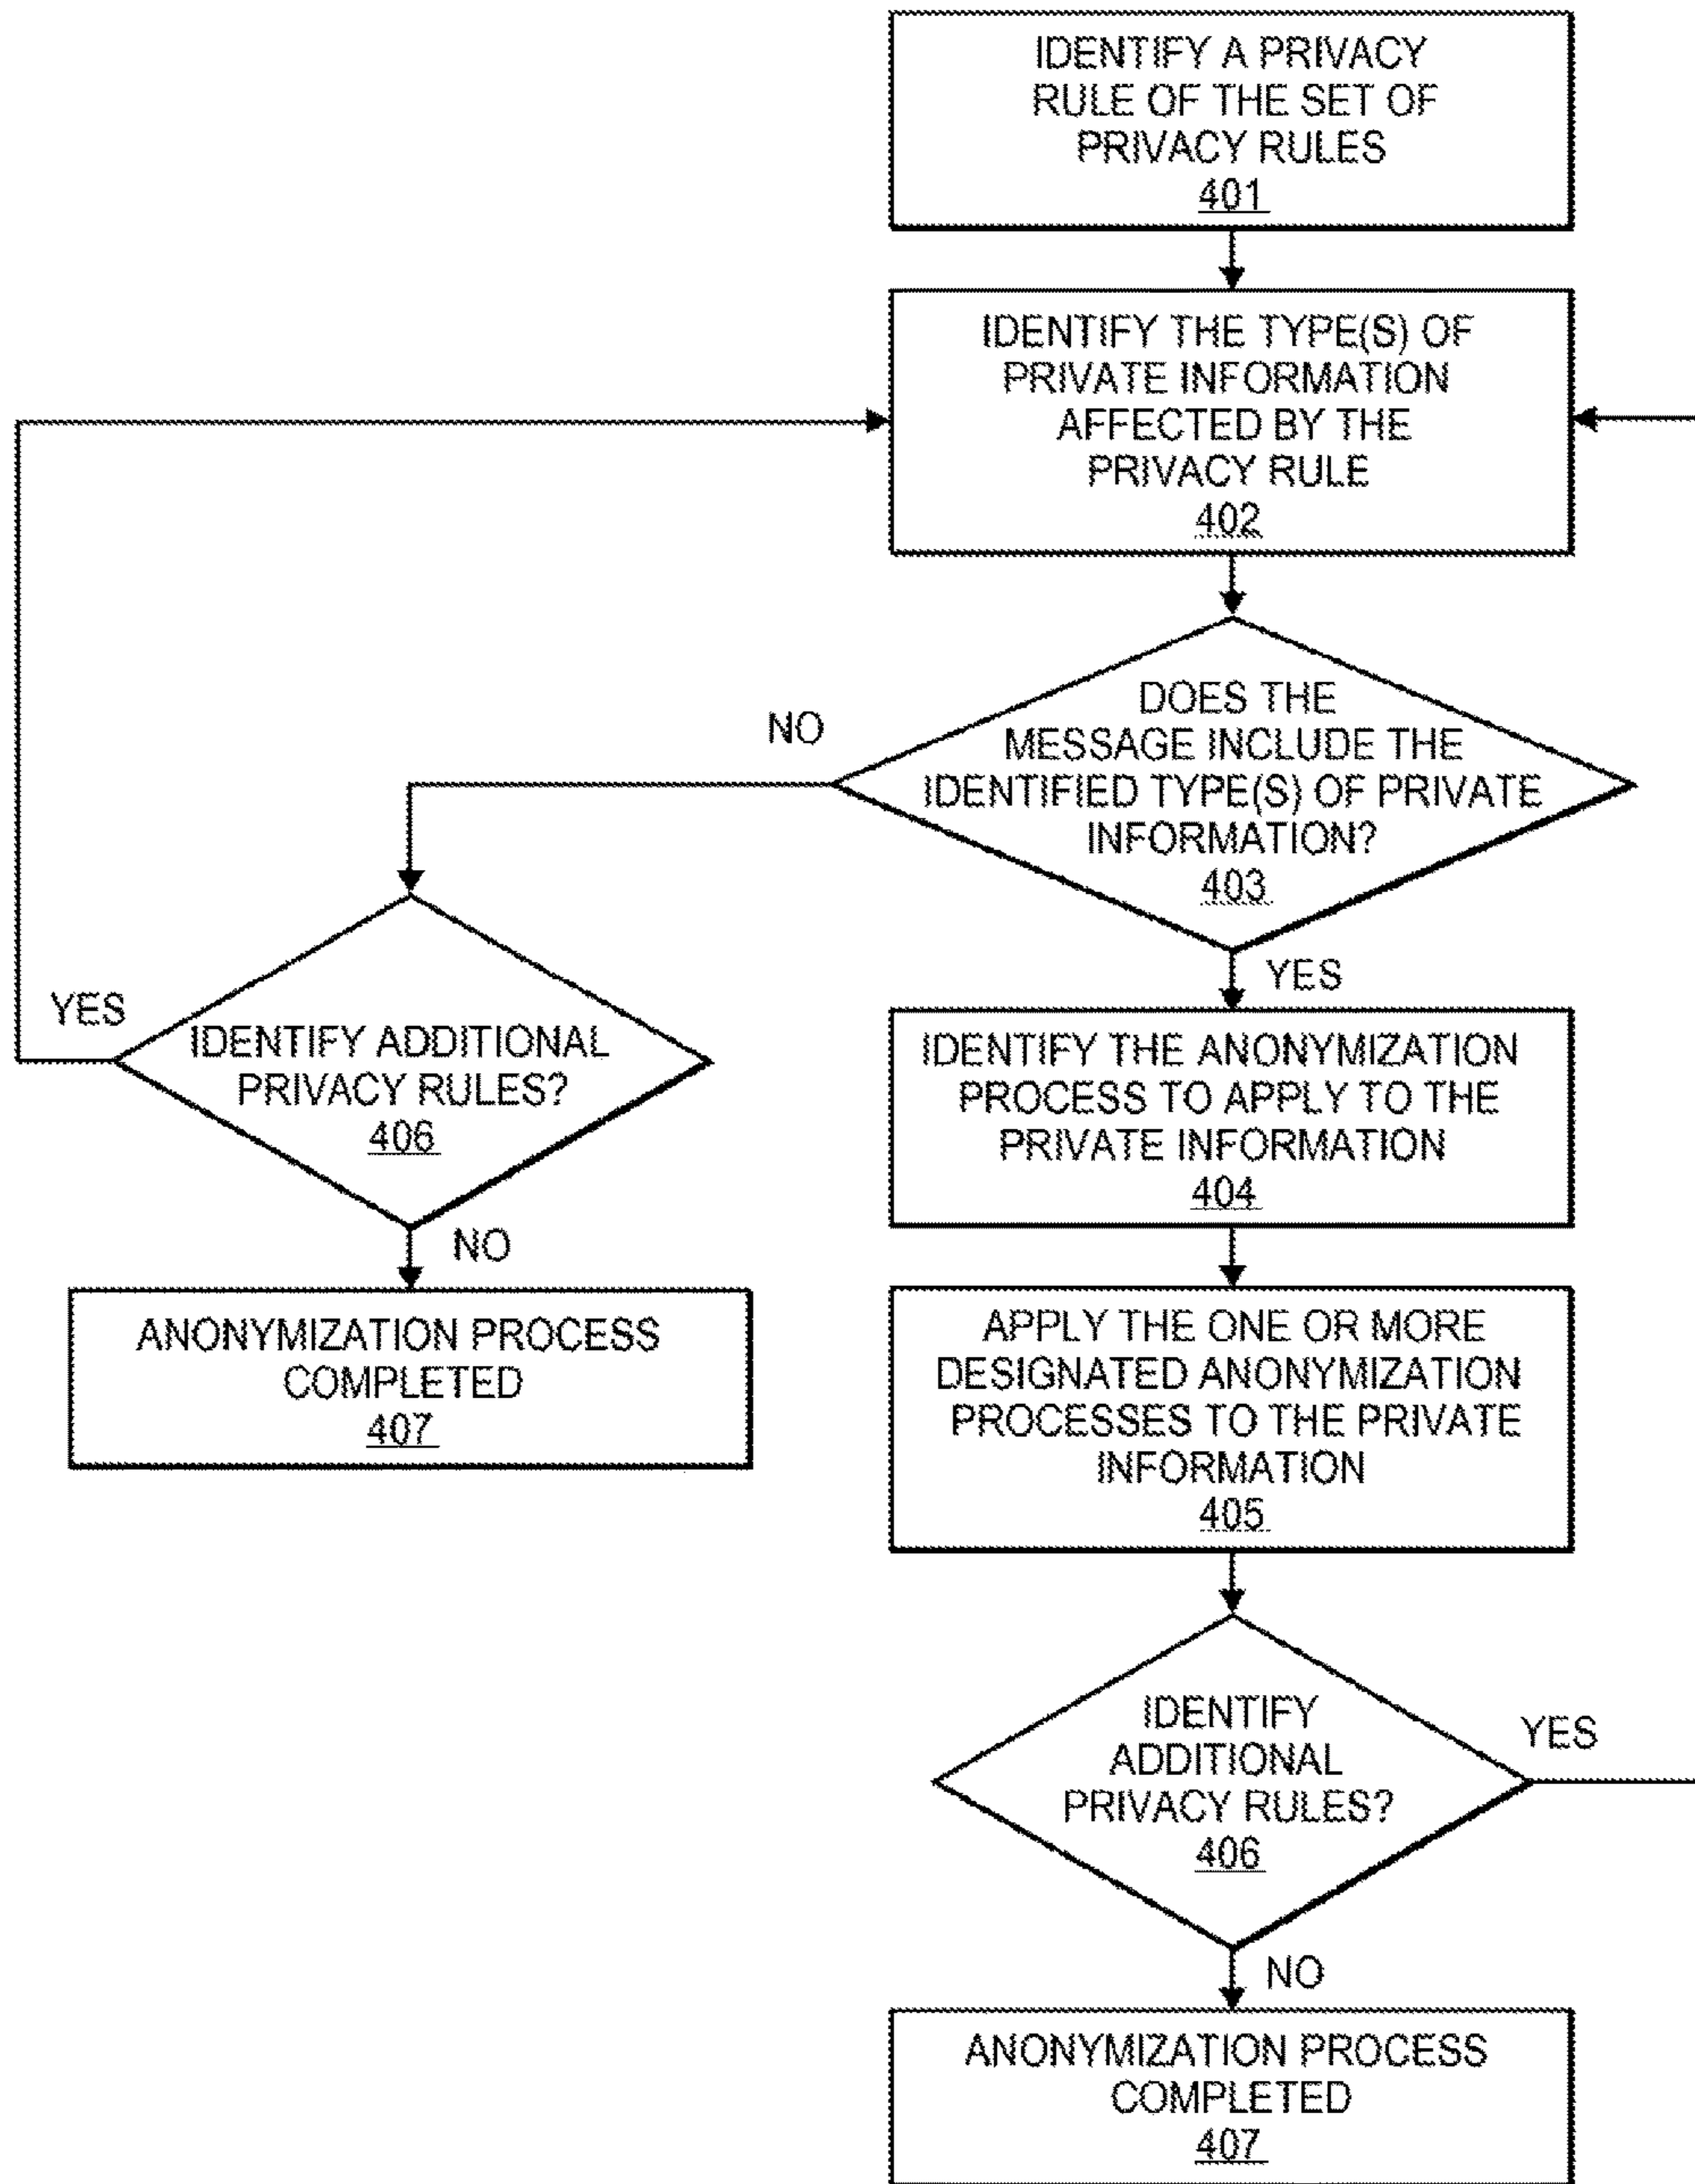 IDENTIFY A PRIVACY
RULE OF THE SET OF
PRIVACY RULES
401
IDENTIFY THE TYPE(S) OF
PRIVATE INFORMATION
AFFECTED BY THE
PRIVACY RULE
402
DOES THE
MESSAGE INCLUDE THE
IDENTIFIED TYPE(S) OF PRIVATE
INFORMATION?
403
NO
YES
YES
IDENTIFY ADDITIONAL
PRIVACY RULES?
406
NO
ANONYMIZATION PROCESS
COMPLETED
407
IDENTIFY THE ANONYMIZATION
PROCESS TO APPLY TO THE
PRIVATE INFORMATION
404
APPLY THE ONE OR MORE
DESIGNATED ANONYMIZATION
PROCESSES TO THE PRIVATE
INFORMATION
405
IDENTIFY
ADDITIONAL
PRIVACY RULES?
406
YES
NO
ANONYMIZATION PROCESS
COMPLETED
407